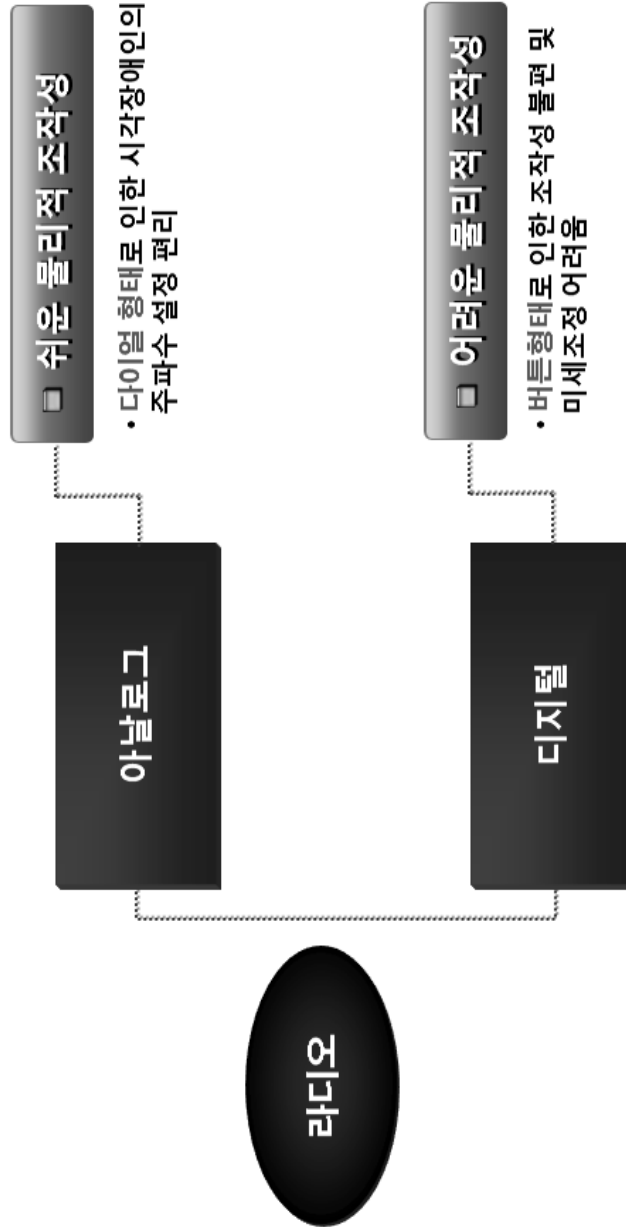 라디오
아날로그
쉬운 물리적 조작성
• 다이얼 형태로 인한 시각장애인의
주파수 설정 편리
디지털
어려운 물리적 조작성
• 버튼형태로 인한 조작성 불편 및
미세조정 어려움